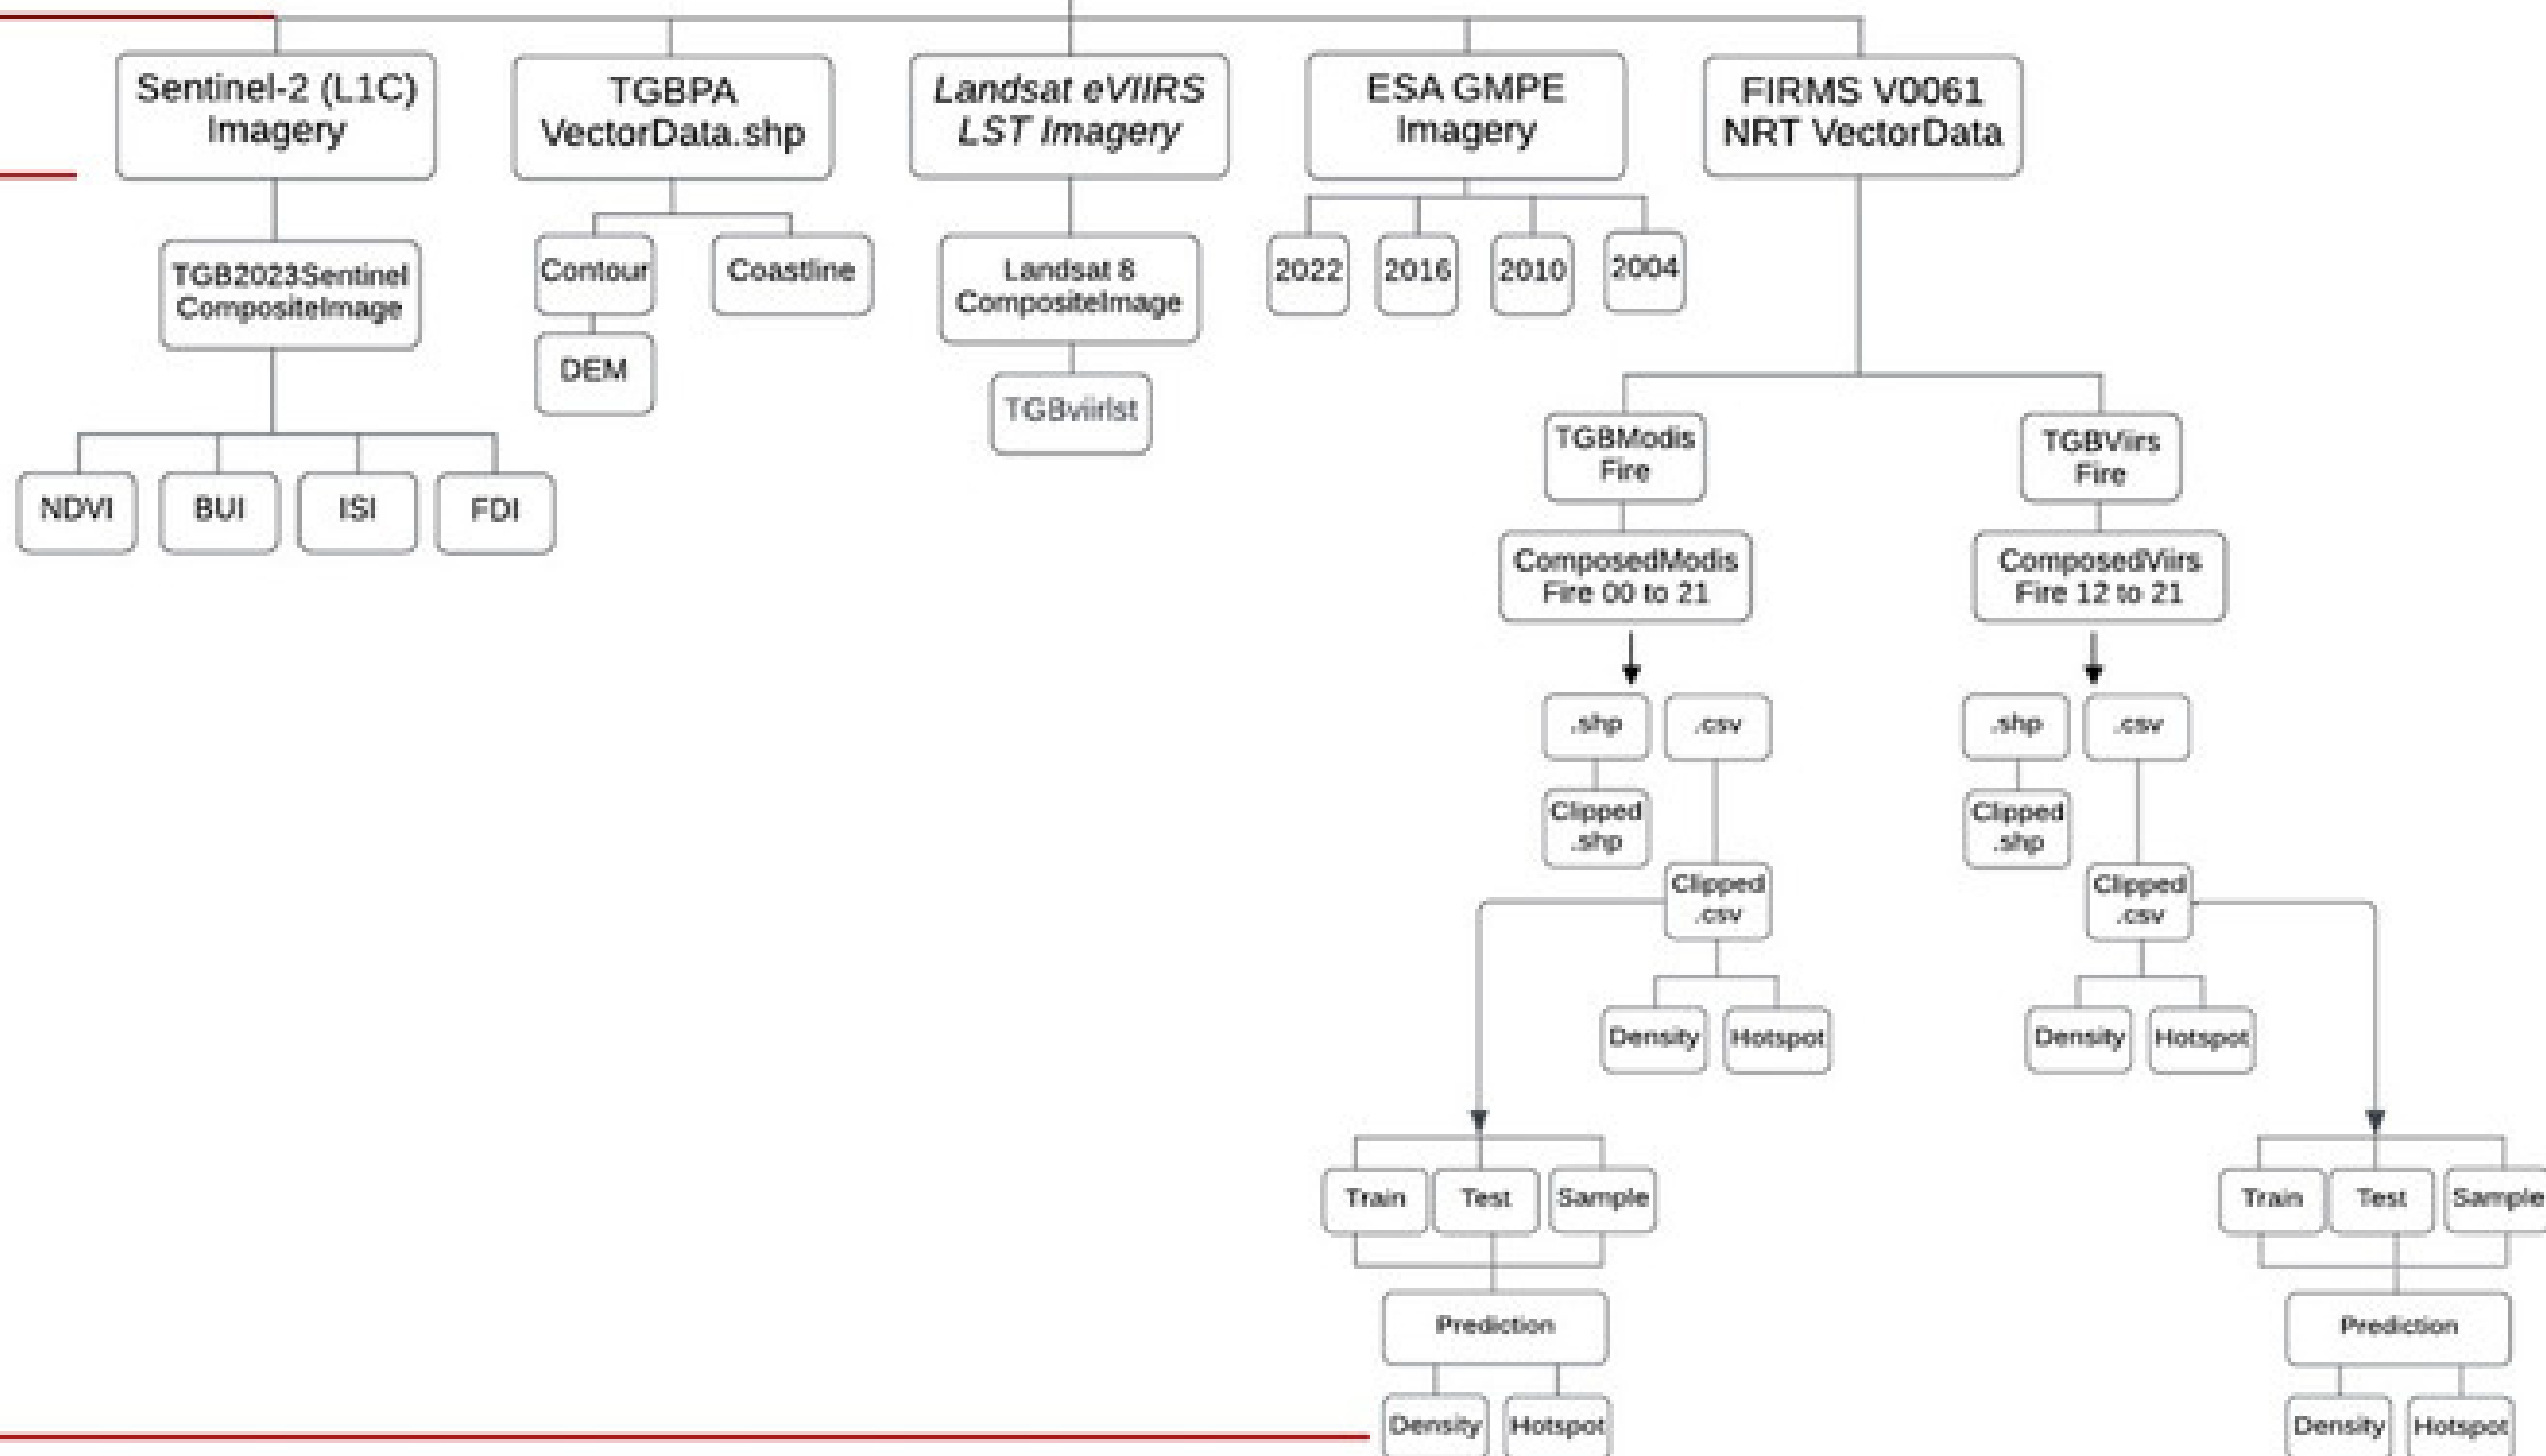 Sentinel-2 (L1C)
Imagery
TGBPA
VectorData.shp
Landsat eVIIRS
LST Imagery
ESA GMPE
Imagery
FIRMS V0061
NRT VectorData
TGB2023Sentinel
CompositeImage
Contour
Coastline
Landsat 8
CompositeImage
2022
2016
2010
2004
DEM
TGBviirlst
TGBModis
Fire
TGBViirs
Fire
NDVI
BUI
ISI
FDI
ComposedModis
Fire 00 to 21
ComposedViirs
Fire 12 to 21
.shp
.csv
.shp
.csv
Clipped
.shp
Clipped
.shp
Clipped
.csv
Clipped
.csv
Density
Hotspot
Density
Hotspot
Train
Test
Sample
Train
Test
Sample
Prediction
Prediction
Density
Hotspot
Density
Hotspot